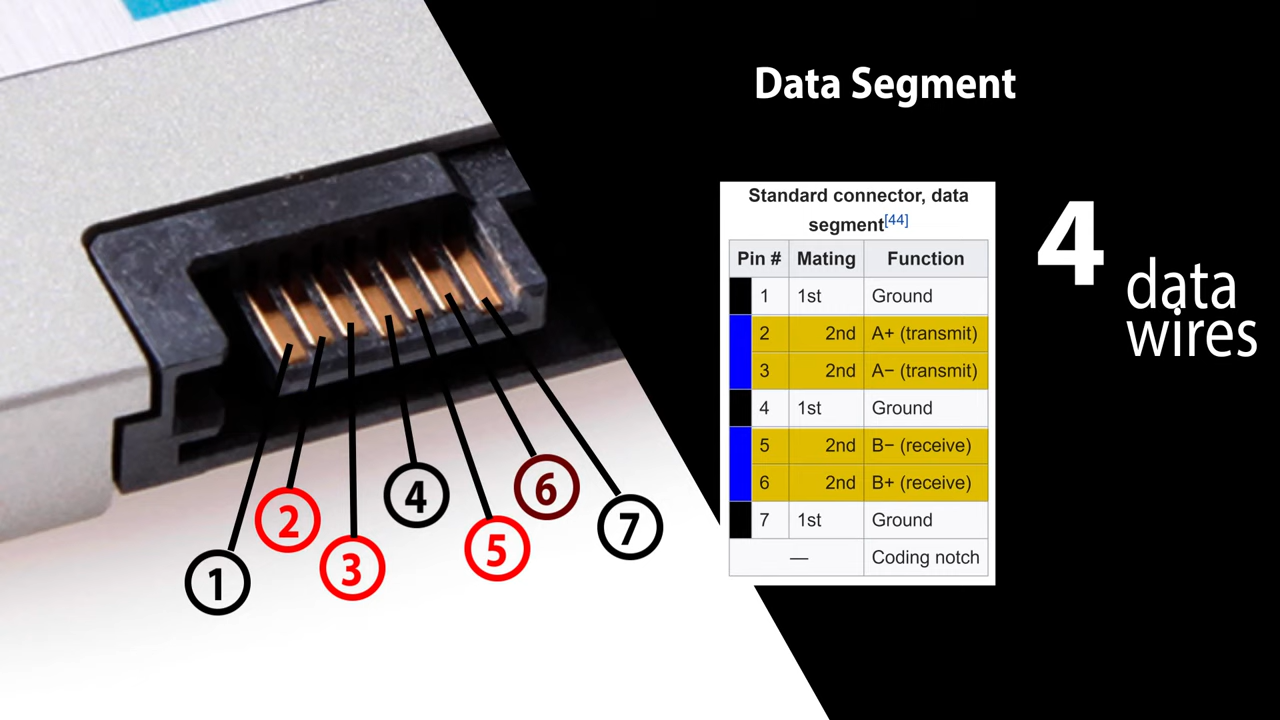 Data Segment
Standard connector, data
segment[44]
Pin # Mating Function
1 1st Ground
2 2nd A+ (transmit)
3 2nd A− (transmit)
4 1st Ground
5 2nd B− (receive)
6 2nd B+ (receive)
7 1st Ground
— Coding notch
4
data
wires
1
2
3
4
5
6
7